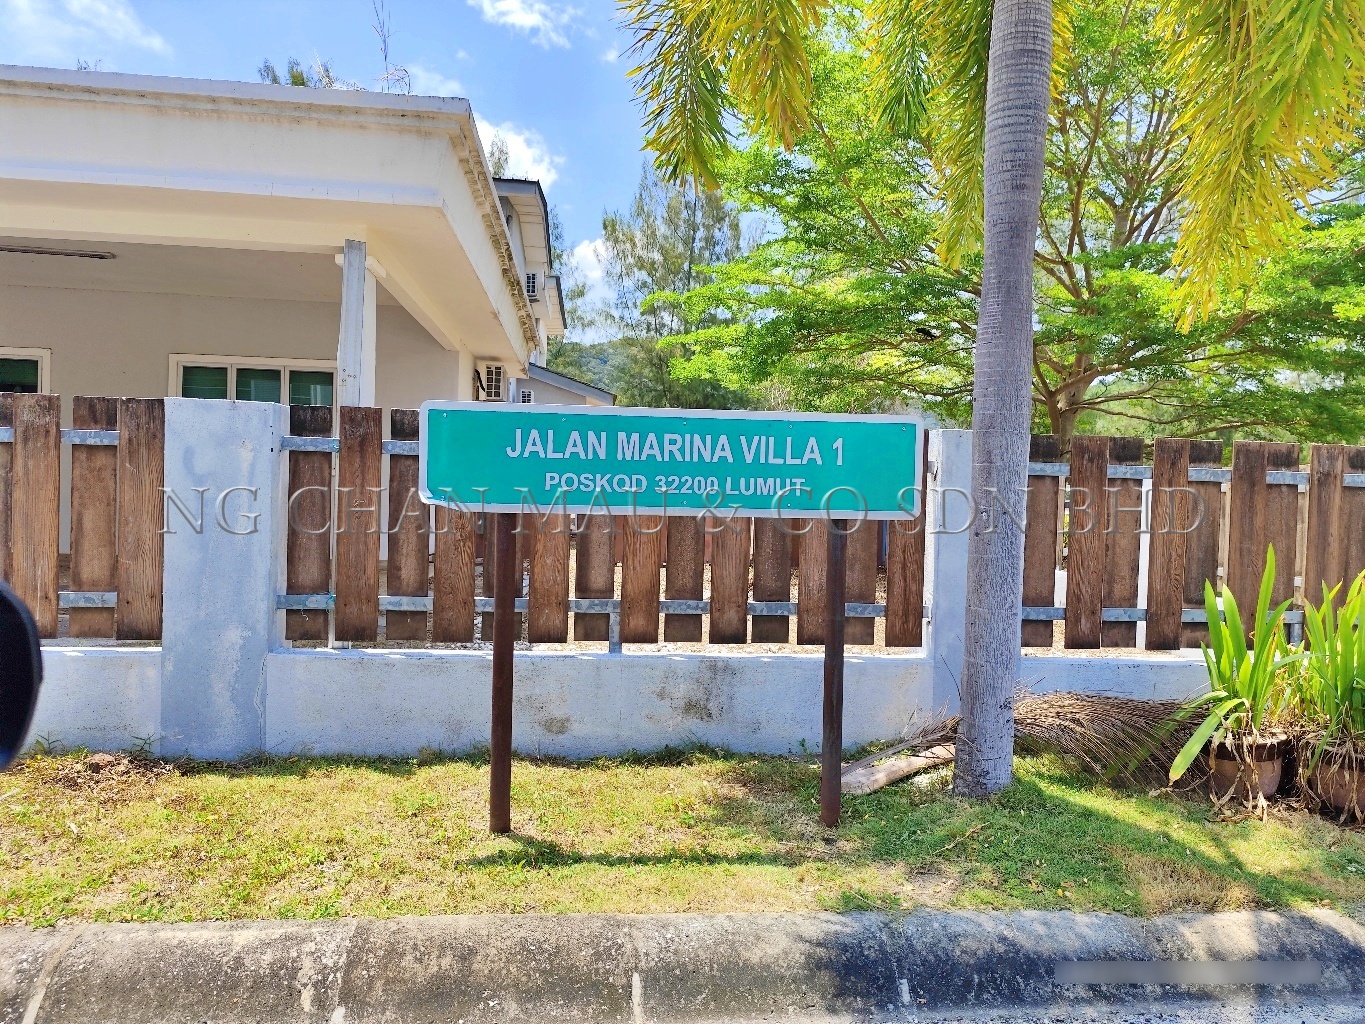 JALAN MARINA VILLA 1
POSKOD 32200 LUMUT
NG CHAN MAU & CO SDN BHD